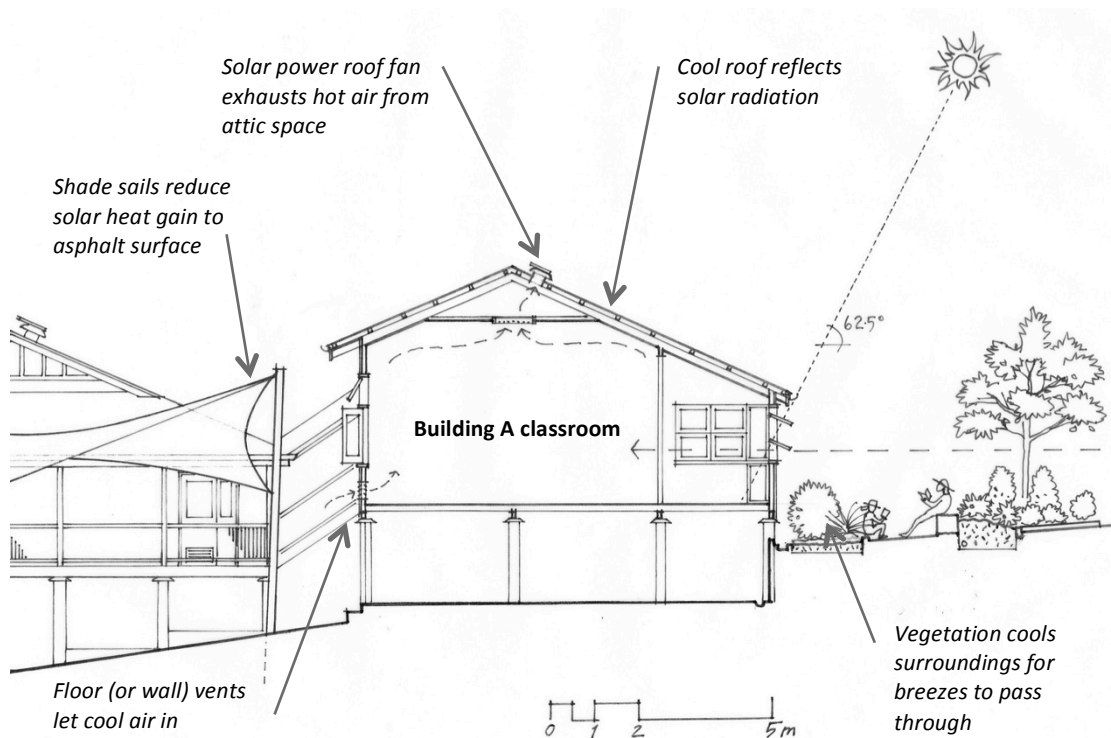 Solar power roof fan
exhausts hot air from
attic space
Cool roof reflects
solar radiation
Shade sails reduce
solar heat gain to
asphalt surface
62.5°
Building A classroom
Floor (or wall) vents
let cool air in
Vegetation cools
surroundings for
breezes to pass
through
0 1 2 5m